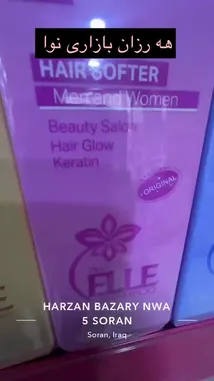 هه رزان بازاری نوا
HAIR SOFTER
Men and Women
Beauty Salon
Hair Glow
Keratin
ORIGINAL
ELLE
HARZAN BAZARY NWA
5 SORAN
Soran, Iraq